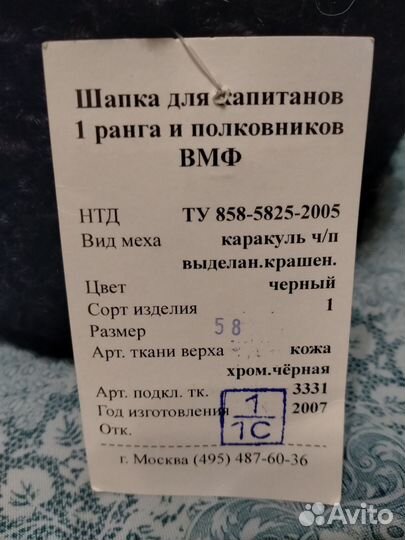 Шапка для капитанов
1 ранга и полковников
ВМФ
НТД ТУ 858-5825-2005
Вид меха каракуль ч/п
выделан.крашен.
Цвет черный
Сорт изделия 1
Размер 58
Арт. ткани верха кожа
хром.чёрная
Арт. подкл. тк. 3331
Год изготовления 2007
Отк. 1
1С
г. Москва (495) 487-60-36
Avito